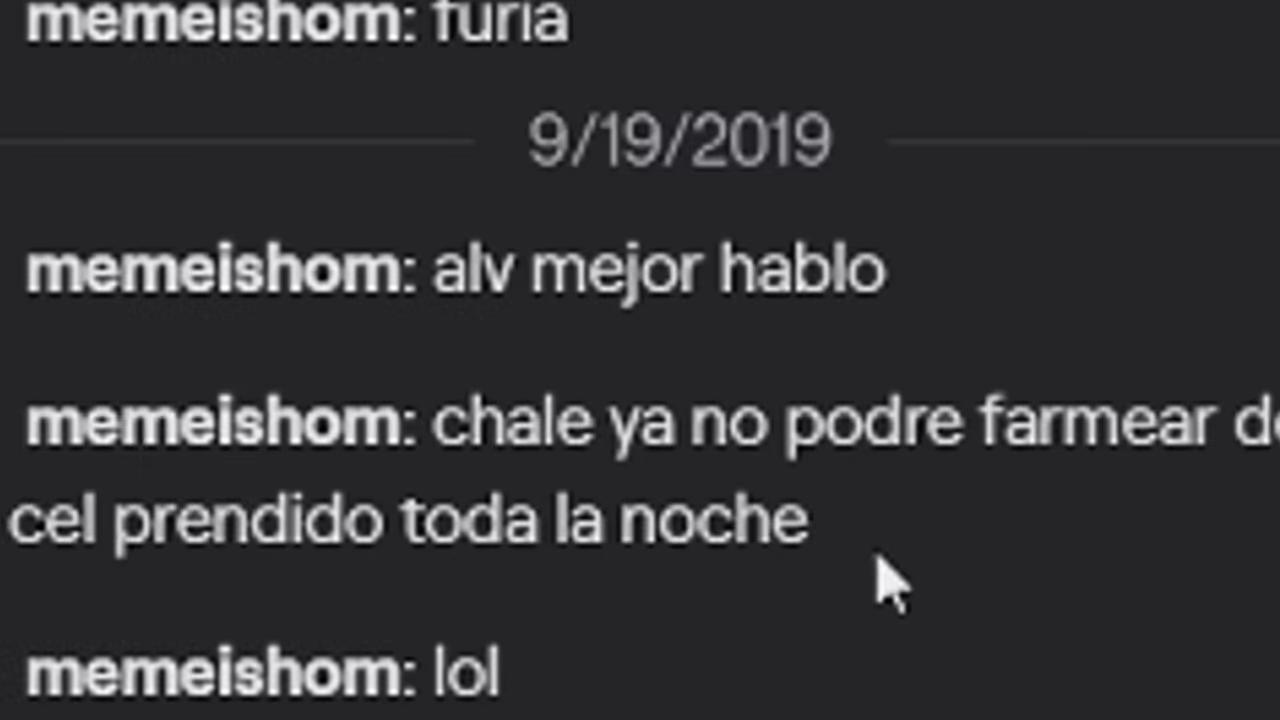 memeishom: furia
9/19/2019
memeishom: alv mejor hablo
memeishom: chale ya no podre farmear
cel prendido toda la noche
memeishom: lol